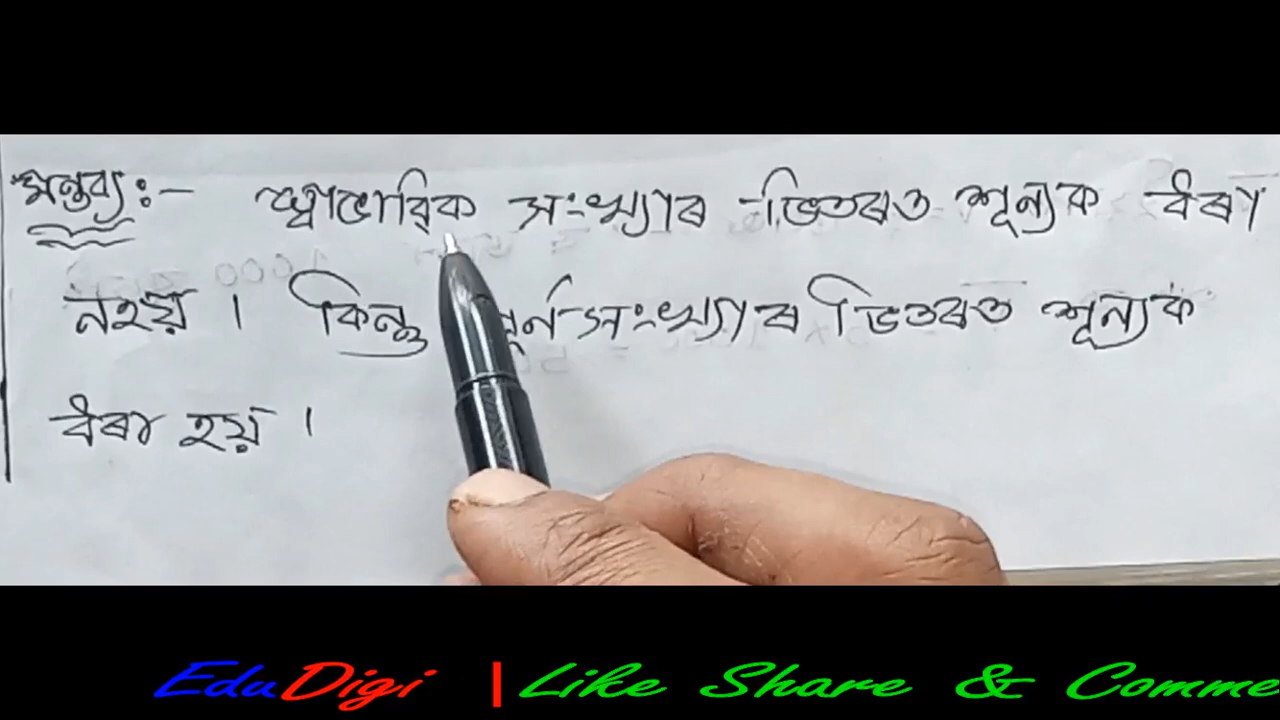 মন্তব্য ঃ- স্বাভাৱিক সংখ্যাৰ ভিতৰত শূন্যক ধৰা
নহয় । কিন্তু পূৰ্ন সংখ্যাৰ ভিতৰত শূন্যক
ধৰা হয় ।
EduDigi | Like Share & Comme